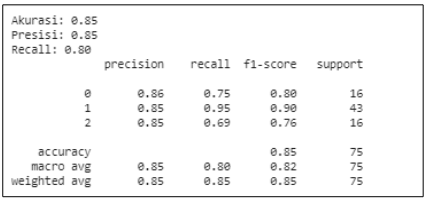 Akurasi: 0.85
Presisi: 0.85
Recall: 0.80
precision recall f1-score support
0 0.86 0.75 0.80 16
1 0.85 0.95 0.90 43
2 0.85 0.69 0.76 16
accuracy 0.85 75
macro avg 0.85 0.80 0.82 75
weighted avg 0.85 0.85 0.85 75